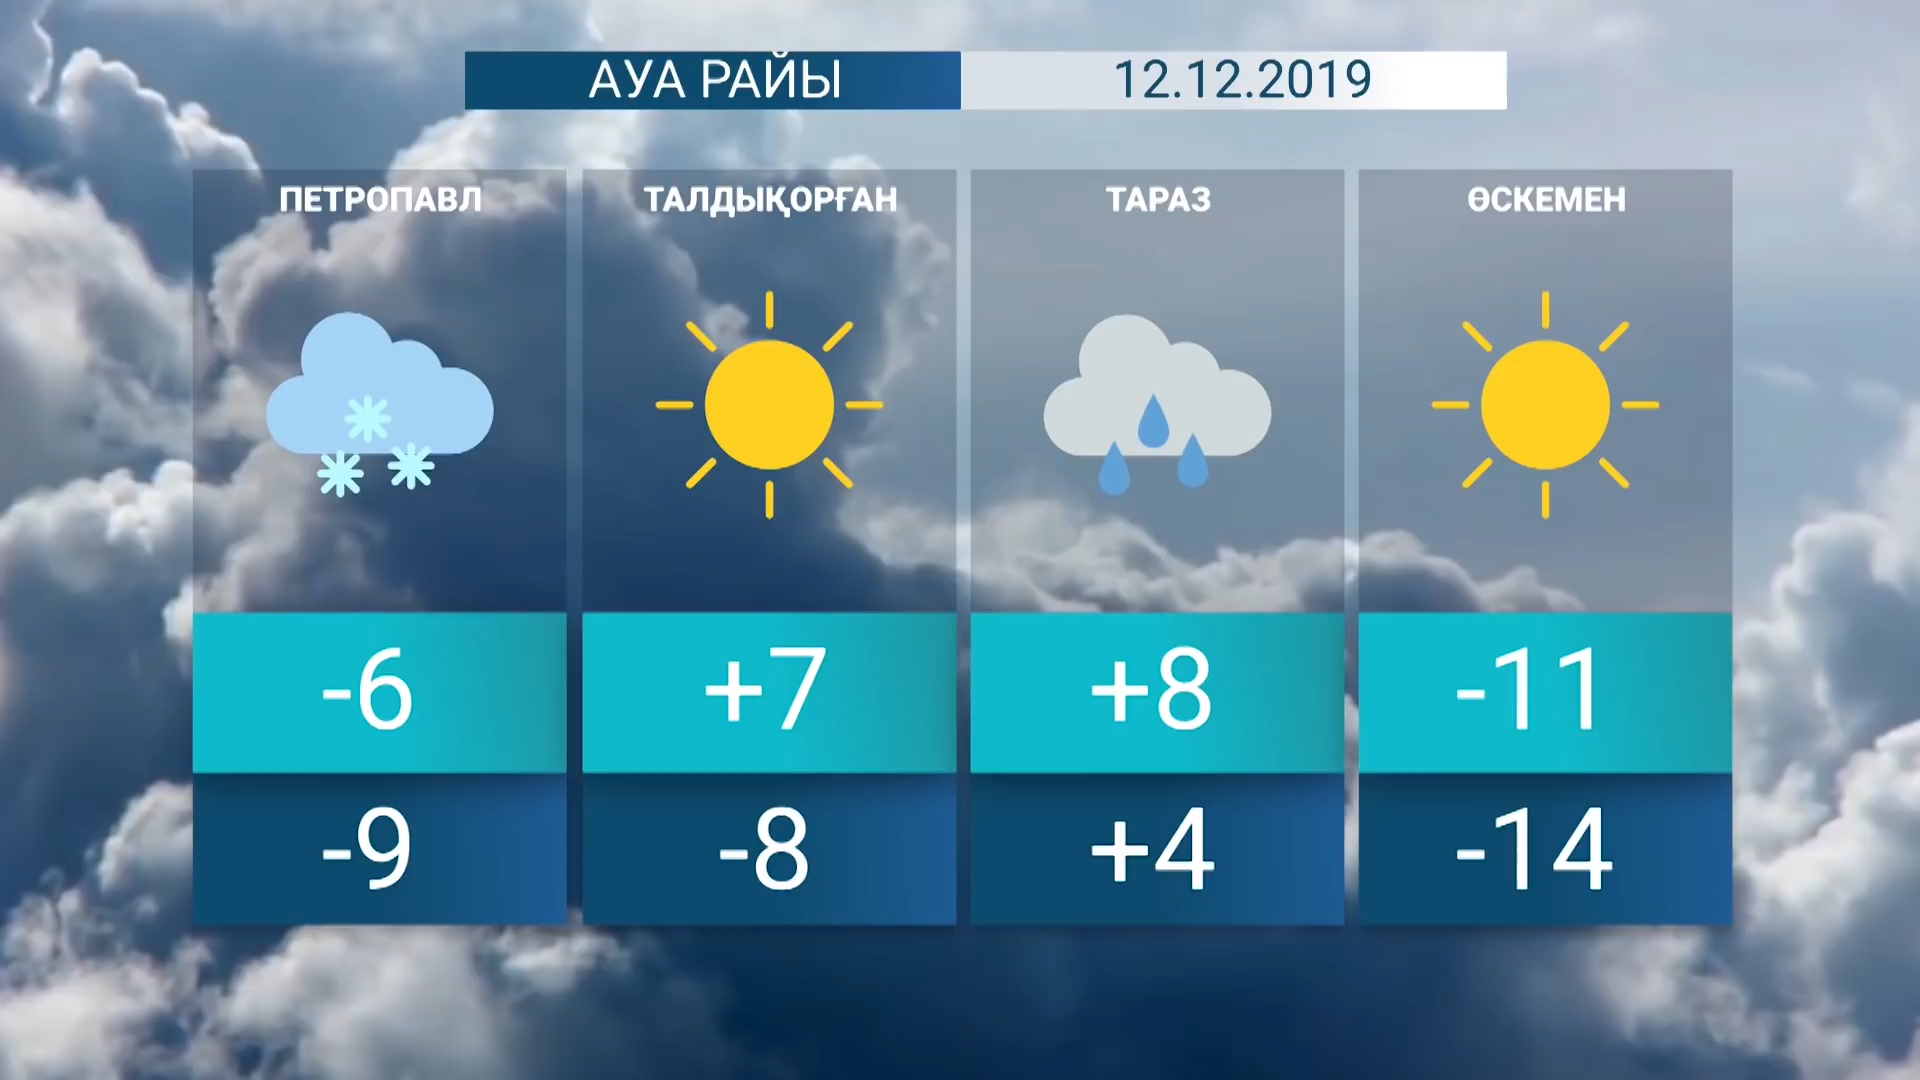 АУА РАЙЫ 12.12.2019
ПЕТРОПАВЛ ТАЛДЫҚОРҒАН ТАРАЗ ӨСКЕМЕН
-6 +7 +8 -11
-9 -8 +4 -14